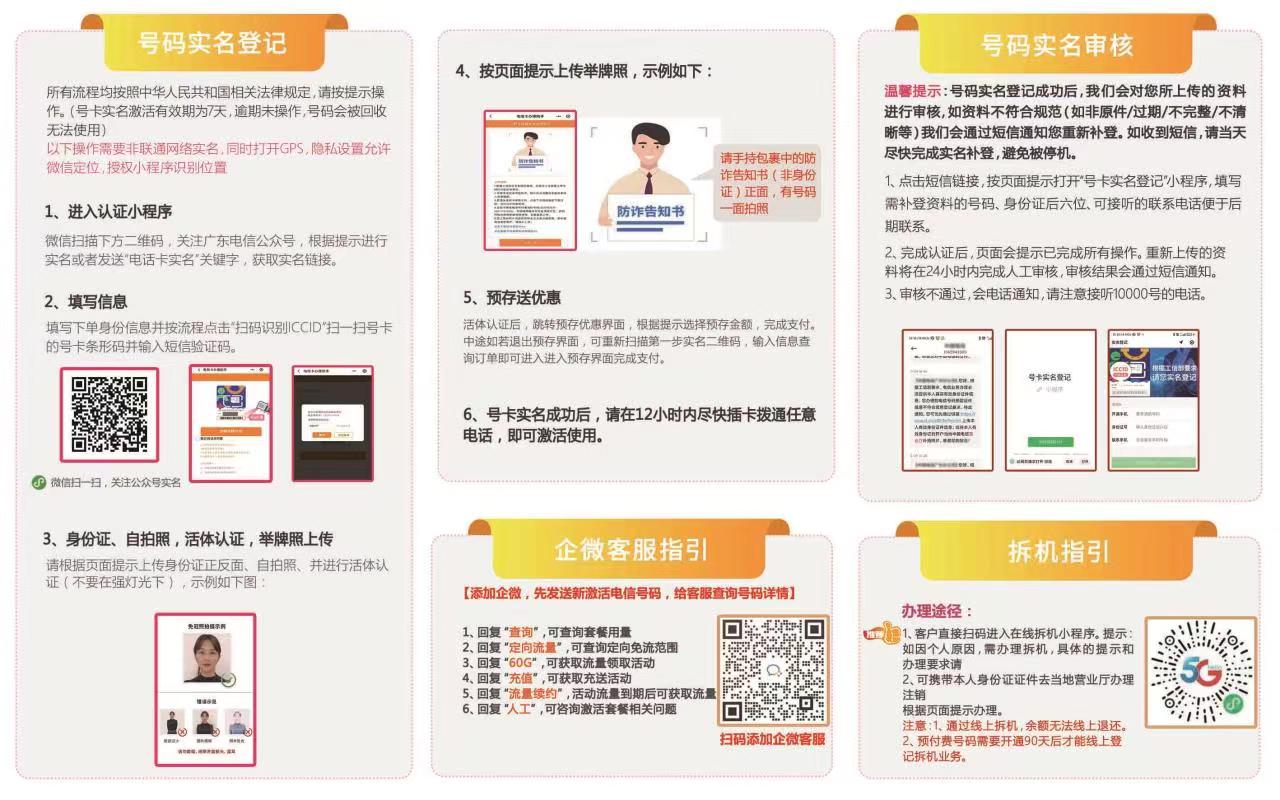 号码实名登记
所有流程均按照中华人民共和国相关法律规定,请按提示操
作。(号卡实名激活有效期为7天,逾期未操作,号码会被回收
无法使用)
以下操作需要非联通网络实名,同时打开GPS,隐私设置允许
微信定位,授权小程序识别位置
1、进入认证小程序
微信扫描下方二维码,关注广东电信公众号,根据提示进行
实名或者发送“电话卡实名”关键字,获取实名链接。
2、填写信息
填写下单身份信息并按流程点击“扫码识别ICCID”扫一扫号卡
的号卡条形码并输入短信验证码。
微信扫一扫,关注公众号实名
3、身份证、自拍照,活体认证,举牌照上传
请根据页面提示上传身份证正反面、自拍照、并进行活体认
证(不要在强灯光下),示例如下图:
免冠照拍摄示例
错误示范
4、按页面提示上传举牌照,示例如下:
防诈告知书
请手持包裹中的防
诈告知书(非身份
证)正面,有号码
一面拍照
5、预存送优惠
活体认证后,跳转预存优惠界面,根据提示选择预存金额,完成支付。
中途如若退出预存界面,可重新扫描第一步实名二维码,输入信息查
询订单即可进入进入预存界面完成支付。
6、号卡实名成功后,请在12小时内尽快插卡拨通任意
电话,即可激活使用。
企微客服指引
【添加企微,先发送新激活电信号码,给客服查询号码详情】
1、回复“查询”,可查询套餐用量
2、回复“定向流量”,可查询定向免流范围
3、回复“60G”,可获取流量领取活动
4、回复“充值”,可获取充送活动
5、回复“流量续约”,活动流量到期后可获取流量
6、回复“人工”,可咨询激活套餐相关问题
扫码添加企微客服
号码实名审核
温馨提示:号码实名登记成功后,我们会对您所上传的资料
进行审核,如资料不符合规范(如非原件/过期/不完整/不清
晰等)我们会通过短信通知您重新补登。如收到短信,请当天
尽快完成实名补登,避免被停机。
1、点击短信链接,按页面提示打开“号卡实名登记”小程序,填写
需补登资料的号码、身份证后六位、可接听的联系电话便于后
期联系。
2、完成认证后,页面会提示已完成所有操作。重新上传的资
料将在24小时内完成人工审核,审核结果会通过短信通知。
3、审核不通过,会电话通知,请注意接听10000号的电话。
号卡实名登记
小程序
ICCID
根据工信部要求
请您实名登记
拆机指引
办理途径:
推荐
1、客户直接扫码进入在线拆机小程序。提示:
如因个人原因,需办理拆机,具体的提示和
办理要求请
2、可携带本人身份证证件去当地营业厅办理
注销
根据页面提示办理。
注意:1、通过线上拆机,余额无法线上退还。
2、预付费号码需要开通90天后才能线上登
记拆机业务。
5G